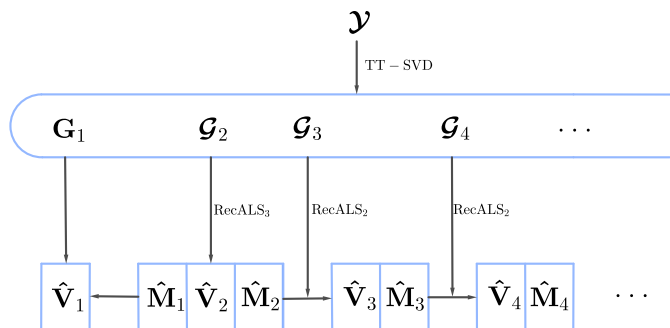 𝓨
TT − SVD
G₁ 𝓖₂ 𝓖₃ 𝓖₄ · · ·
RecALS₃ RecALS₂ RecALS₂
V̂₁ M̂₁ V̂₂ M̂₂ V̂₃ M̂₃ V̂₄ M̂₄ · · ·